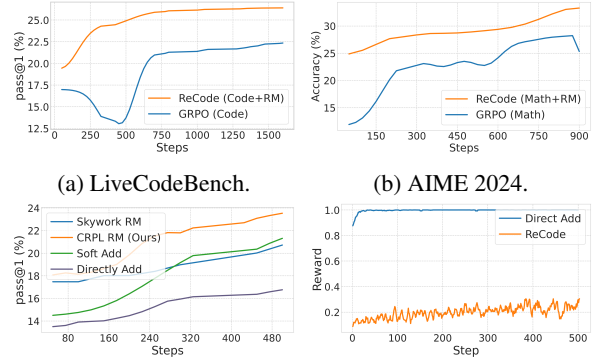 25.0
22.5
20.0
17.5
15.0
12.5
pass@1 (%)
ReCode (Code+RM)
GRPO (Code)
0 250 500 750 1000 1250 1500
Steps
(a) LiveCodeBench.
30
25
20
15
Accuracy (%)
ReCode (Math+RM)
GRPO (Math)
150 300 450 600 750 900
Steps
(b) AIME 2024.
24
22
20
18
16
14
pass@1 (%)
Skywork RM
CRPL RM (Ours)
Soft Add
Directly Add
80 160 240 320 400 480
Steps
1.0
0.8
0.6
0.4
0.2
Reward
Direct Add
ReCode
0 100 200 300 400 500
Step